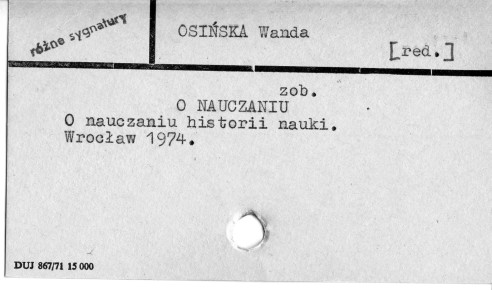 różne sygnatury
OSIŃSKA Wanda
[red.]
zob.
O NAUCZANIU
O nauczaniu historii nauki.
Wrocław 1974.
DUJ 867/71 15 000